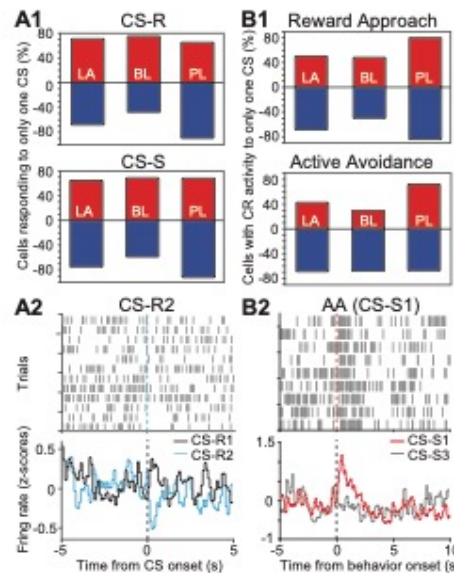 A1 CS-R
B1 Reward Approach
Cells responding to only one CS (%)
80
40
0
-40
-80
LA BL PL
Cells with CR activity to only one CS (%)
80
40
0
-40
-80
LA BL PL
CS-S
80
40
0
-40
-80
LA BL PL
Active Avoidance
80
40
0
-40
-80
LA BL PL
A2 CS-R2
Trials
Firing rate (z-scores)
0.5
0.0
-0.5
CS-R1
CS-R2
-5 0 5
Time from CS onset (s)
B2 AA (CS-S1)
1.5
0
-1
CS-S1
CS-S3
-5 0 5 10
Time from behavior onset (s)